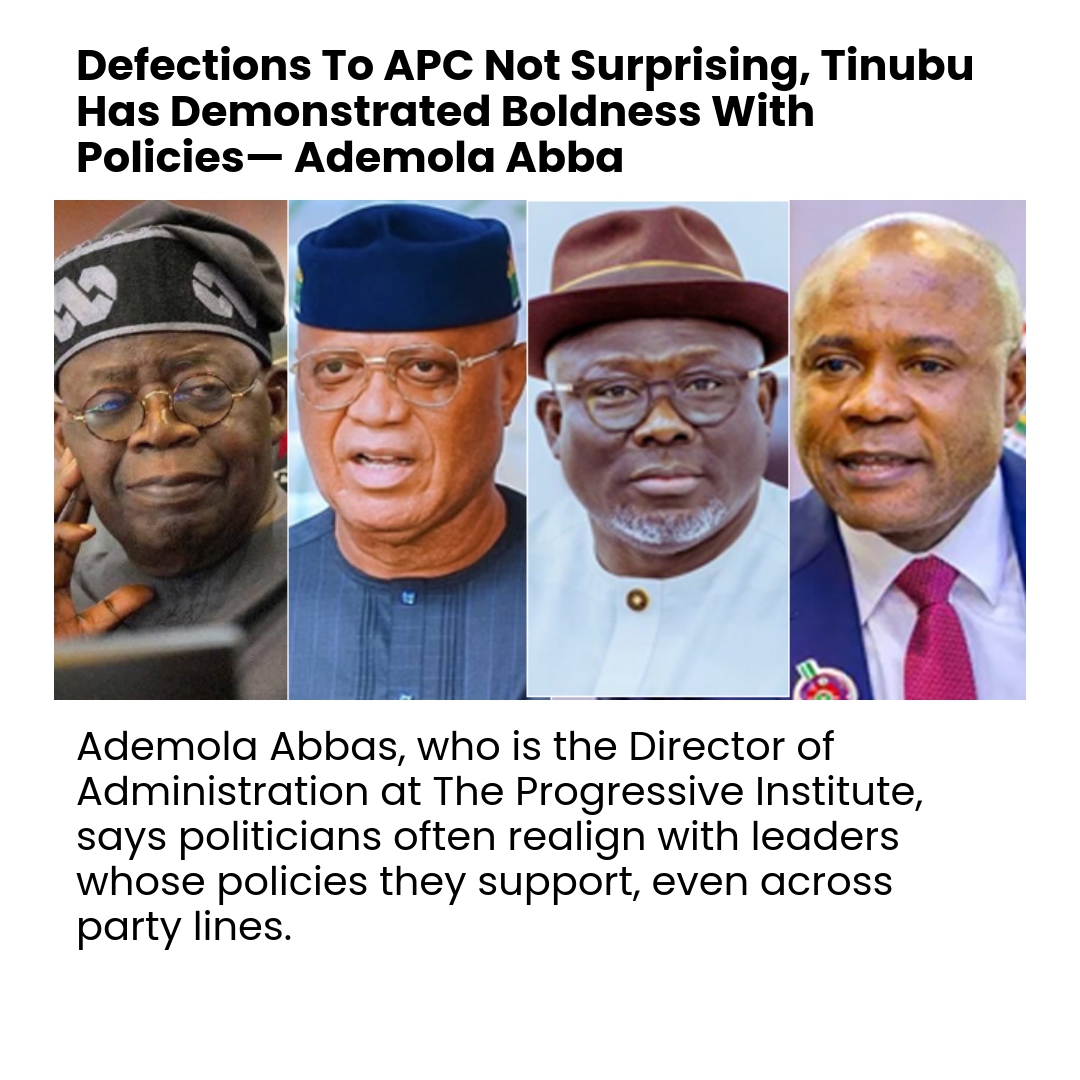 Defections To APC Not Surprising, Tinubu
Has Demonstrated Boldness With
Policies— Ademola Abba
Ademola Abbas, who is the Director of
Administration at The Progressive Institute,
says politicians often realign with leaders
whose policies they support, even across
party lines.